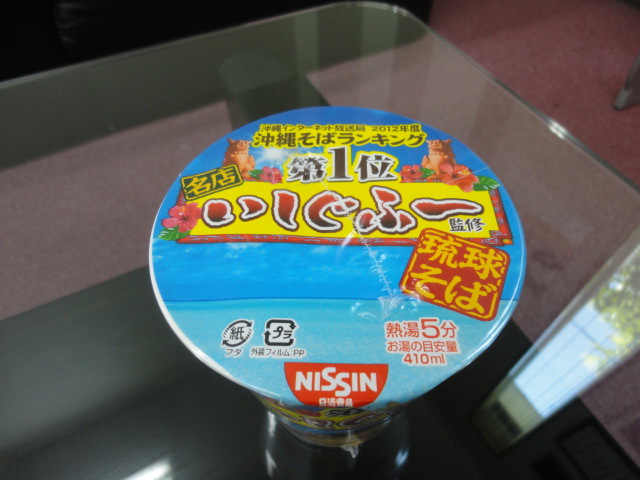 沖縄インターネット放送局 2012年度
沖縄そばランキング
第1位
名店
いしぐふー
監修
琉球
そば
熱湯5分
お湯の目安量
410ml
紙
フタ
プラ
外装フィルム:PP
NISSIN
日清食品